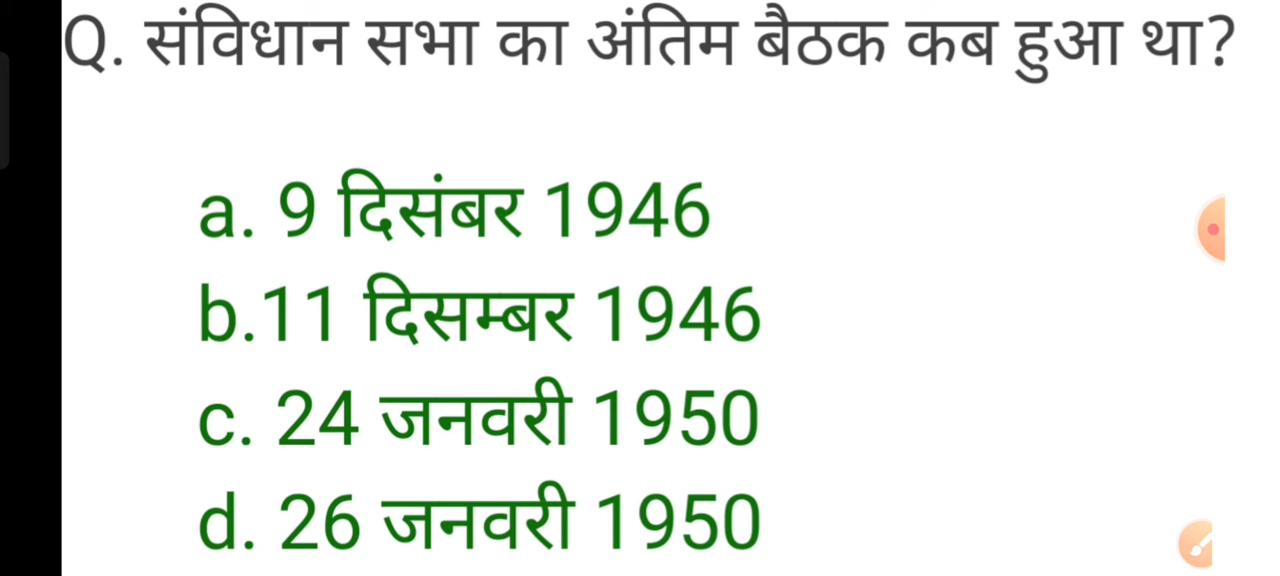 Q. संविधान सभा का अंतिम बैठक कब हुआ था?
a. 9 दिसंबर 1946
b.11 दिसम्बर 1946
c. 24 जनवरी 1950
d. 26 जनवरी 1950